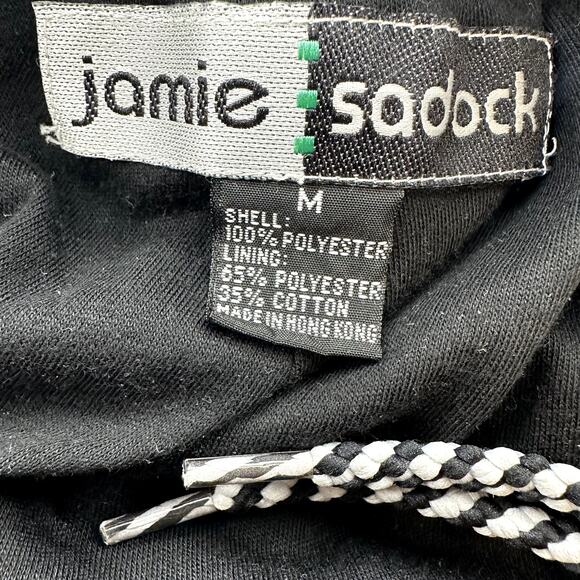 jamie sadock
M
SHELL:
100% POLYESTER
LINING:
65% POLYESTER
35% COTTON
MADE IN HONG KONG